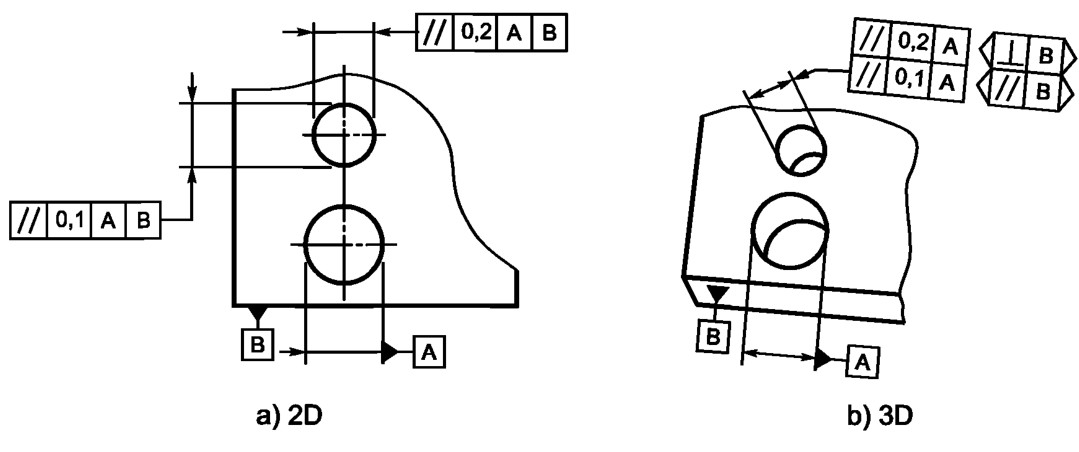 // 0,2 A B
// 0,1 A B
B
A
a) 2D
// 0,2 A ⊥ B
// 0,1 A // B
B
A
b) 3D